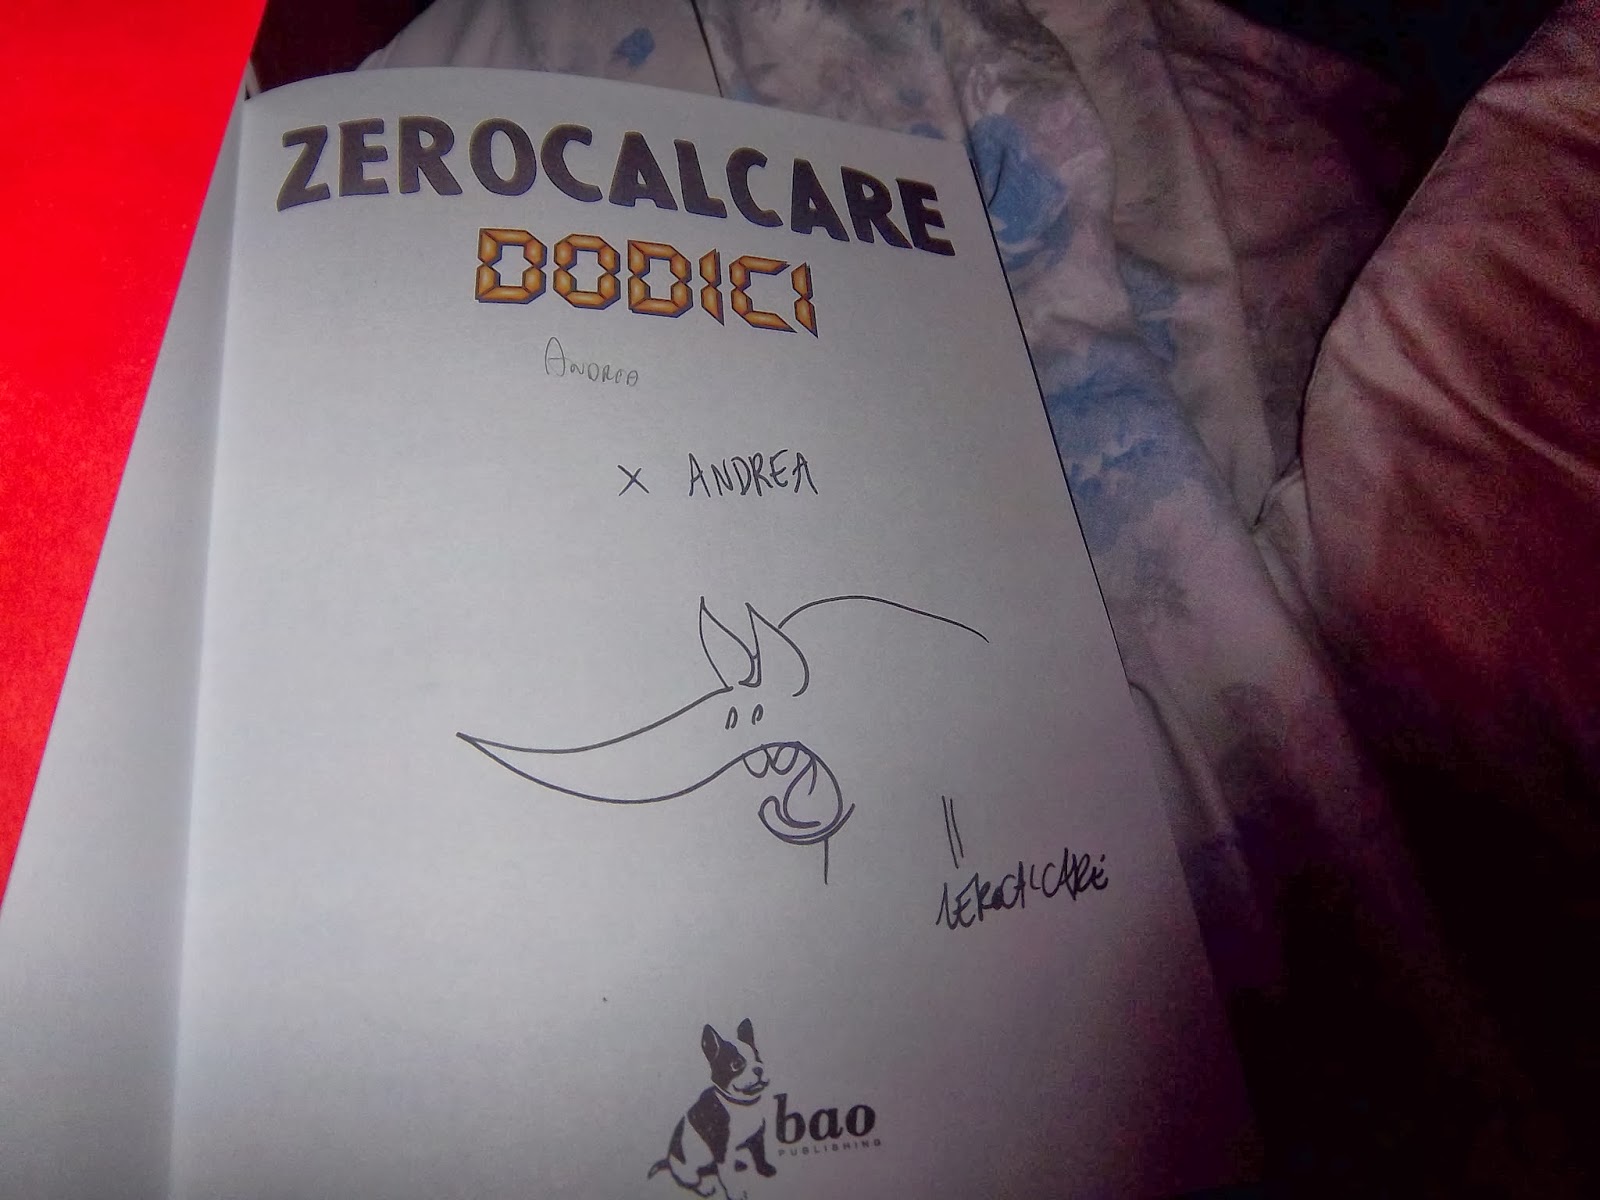 ZEROCALCARE
DODICI
ANDREA
X ANDREA
ZEROCALCARE
bao
PUBLISHING